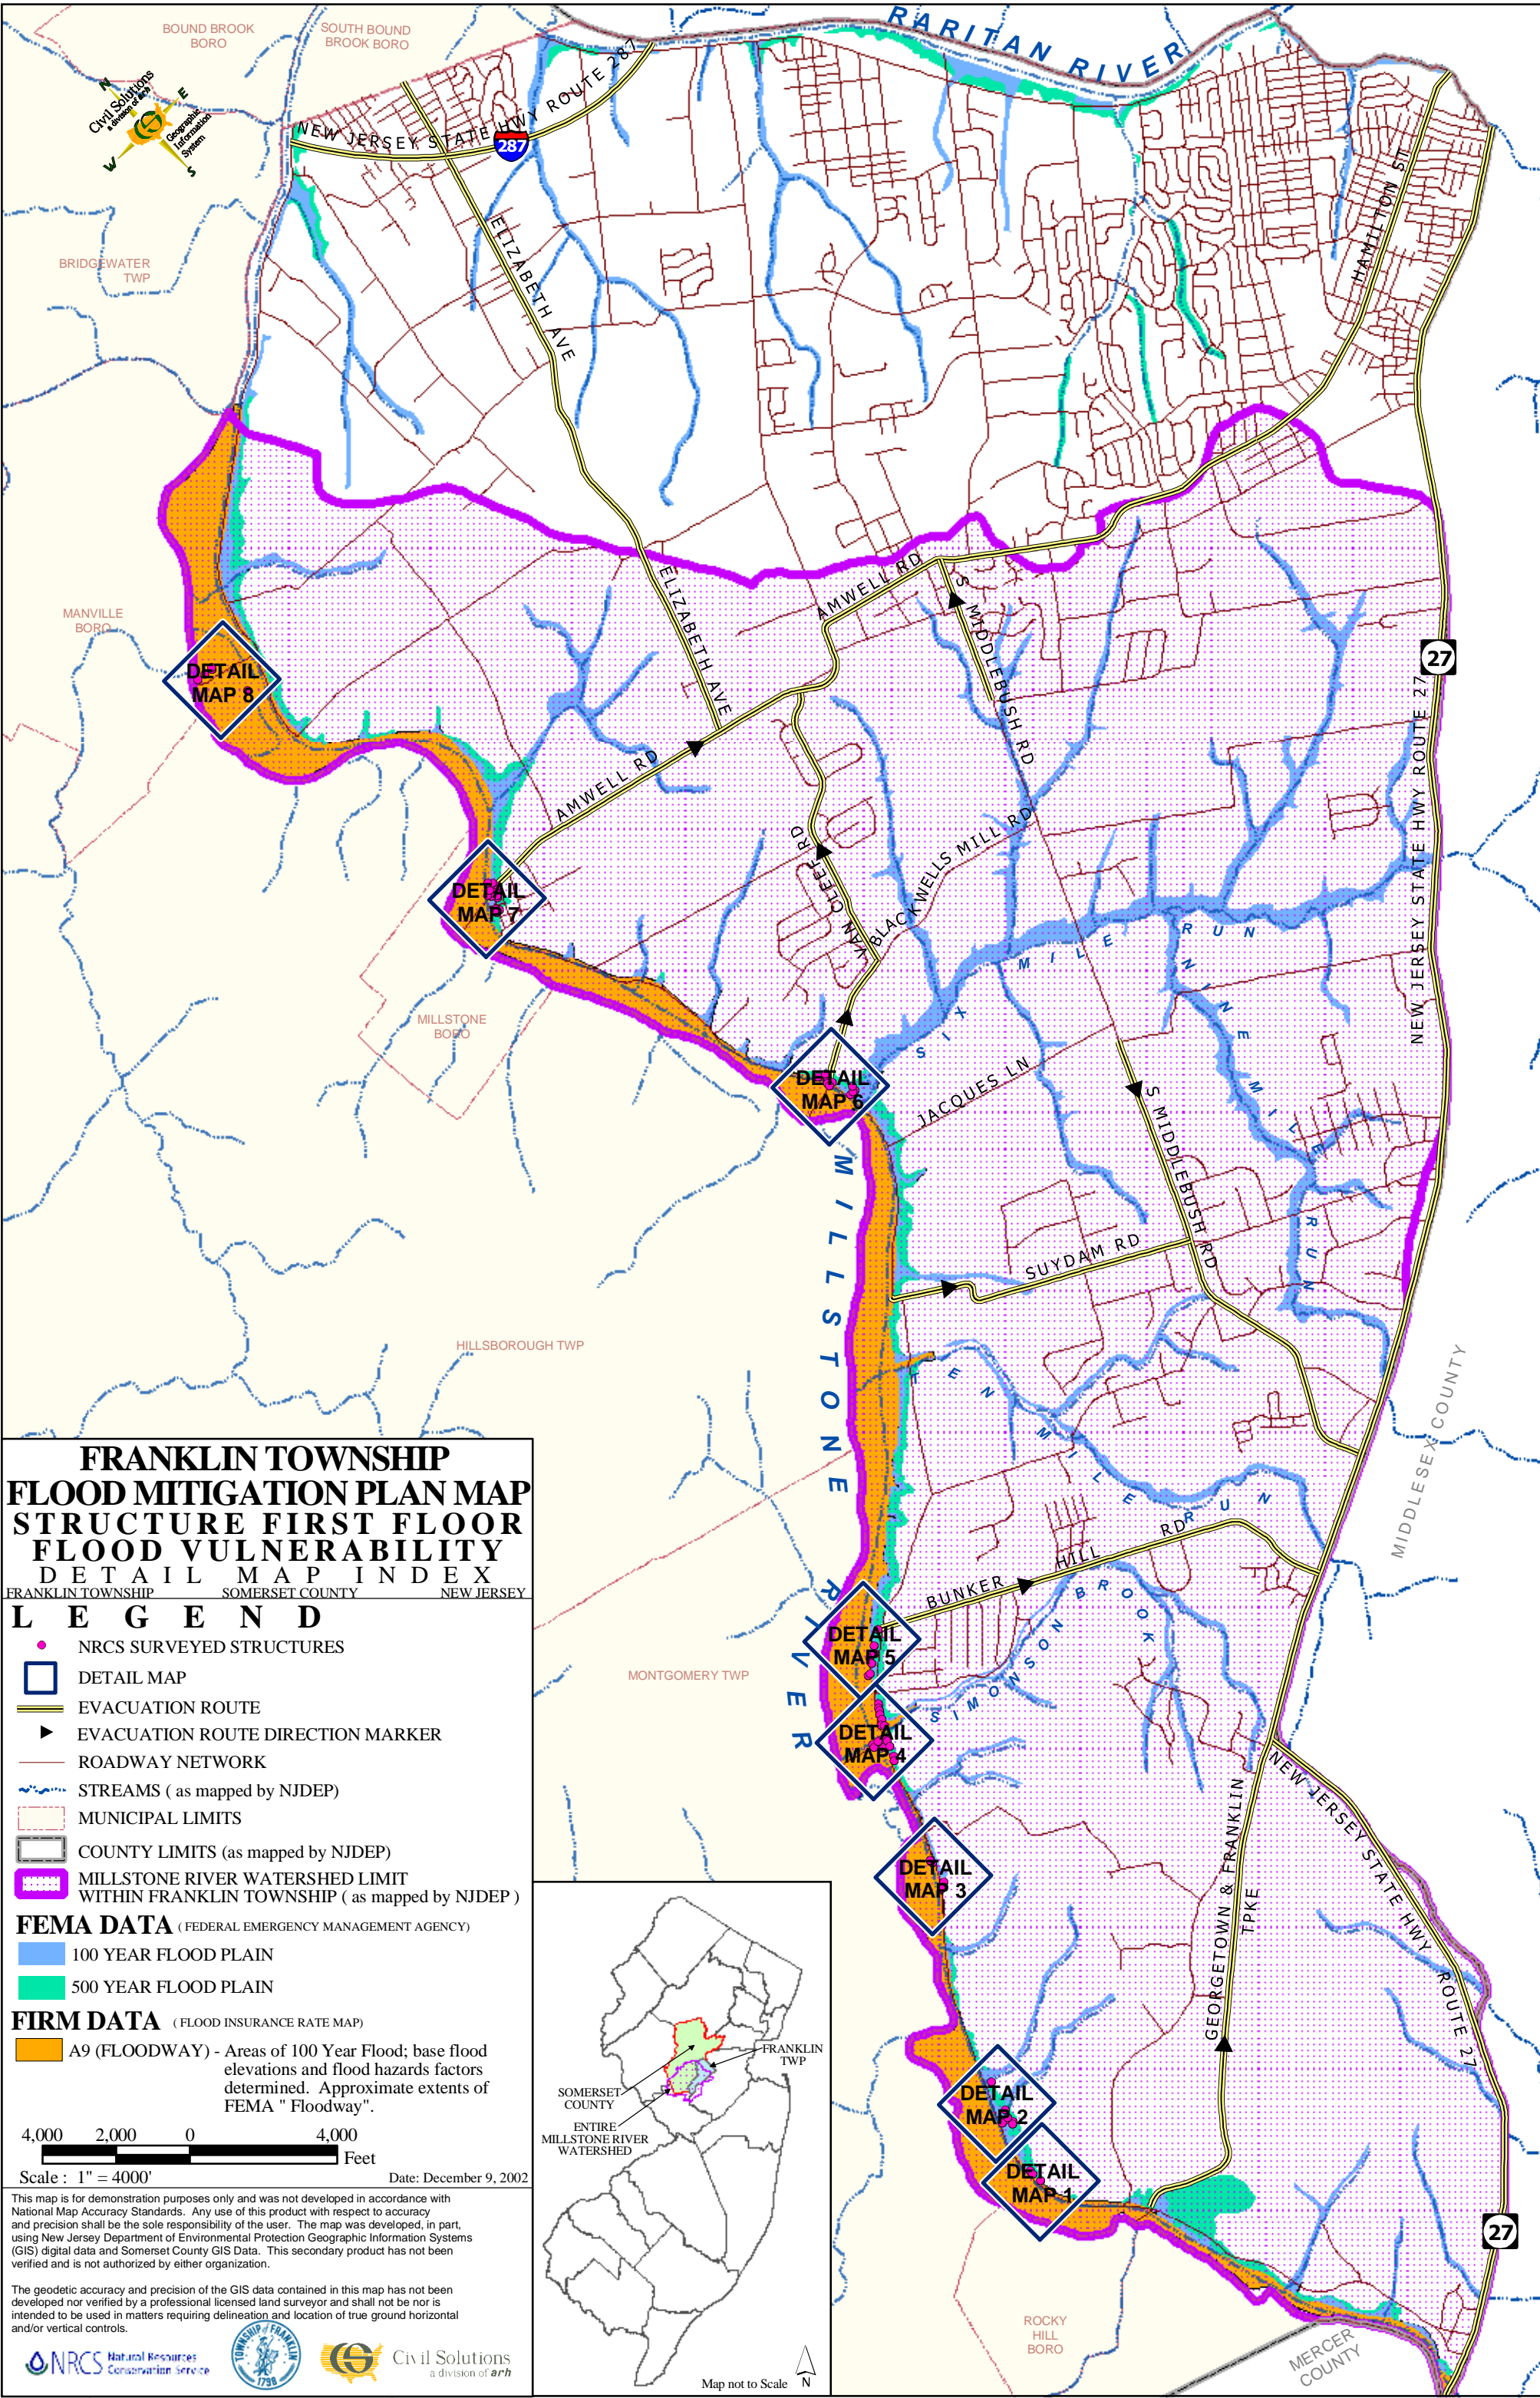 BOUND BROOK
BORO
SOUTH BOUND
BROOK BORO
RARITAN RIVER
N
E
W
S
Civil Solutions
a division of arh
Geographic
Information
System
NEW JERSEY STATE HWY ROUTE 287
287
ELIZABETH AVE
HAMILTON ST
BRIDGEWATER
TWP
MANVILLE
BORO
ELIZABETH AVE
AMWELL RD
S MIDDLEBUSH RD
27
NEW JERSEY STATE HWY ROUTE 27
DETAIL
MAP 8
AMWELL RD
VAN CLEEF RD
BLACKWELLS MILL RD
DETAIL
MAP 7
SIX MILE RUN
NINE MILE RUN
MILLSTONE
BORO
DETAIL
MAP 6
JACQUES LN
S MIDDLEBUSH RD
SUYDAM RD
MILLSTONE RIVER
HILLSBOROUGH TWP
TEN MILE RUN
MIDDLESEX COUNTY
BUNKER HILL RD
SIMONSON BROOK
DETAIL
MAP 5
MONTGOMERY TWP
DETAIL
MAP 4
DETAIL
MAP 3
GEORGETOWN & FRANKLIN
TPKE
NEW JERSEY STATE HWY ROUTE 27
DETAIL
MAP 2
DETAIL
MAP 1
27
ROCKY
HILL
BORO
MERCER
COUNTY
FRANKLIN TOWNSHIP
FLOOD MITIGATION PLAN MAP
STRUCTURE FIRST FLOOR
FLOOD VULNERABILITY
DETAIL MAP INDEX
FRANKLIN TOWNSHIP SOMERSET COUNTY NEW JERSEY
LEGEND
NRCS SURVEYED STRUCTURES
DETAIL MAP
EVACUATION ROUTE
EVACUATION ROUTE DIRECTION MARKER
ROADWAY NETWORK
STREAMS ( as mapped by NJDEP)
MUNICIPAL LIMITS
COUNTY LIMITS (as mapped by NJDEP)
MILLSTONE RIVER WATERSHED LIMIT
WITHIN FRANKLIN TOWNSHIP ( as mapped by NJDEP )
FEMA DATA ( FEDERAL EMERGENCY MANAGEMENT AGENCY)
100 YEAR FLOOD PLAIN
500 YEAR FLOOD PLAIN
FIRM DATA ( FLOOD INSURANCE RATE MAP)
A9 (FLOODWAY) - Areas of 100 Year Flood; base flood
elevations and flood hazards factors
determined. Approximate extents of
FEMA " Floodway".
4,000 2,000 0 4,000
Feet
Scale : 1" = 4000'
Date: December 9, 2002
This map is for demonstration purposes only and was not developed in accordance with
National Map Accuracy Standards. Any use of this product with respect to accuracy
and precision shall be the sole responsibility of the user. The map was developed, in part,
using New Jersey Department of Environmental Protection Geographic Information Systems
(GIS) digital data and Somerset County GIS Data. This secondary product has not been
verified and is not authorized by either organization.
The geodetic accuracy and precision of the GIS data contained in this map has not been
developed nor verified by a professional licensed land surveyor and shall not be nor is
intended to be used in matters requiring delineation and location of true ground horizontal
and/or vertical controls.
NRCS Natural Resources
Conservation Service
TOWNSHIP of FRANKLIN
1798
Civil Solutions
a division of arh
FRANKLIN
TWP
SOMERSET
COUNTY
ENTIRE
MILLSTONE RIVER
WATERSHED
Map not to Scale
N